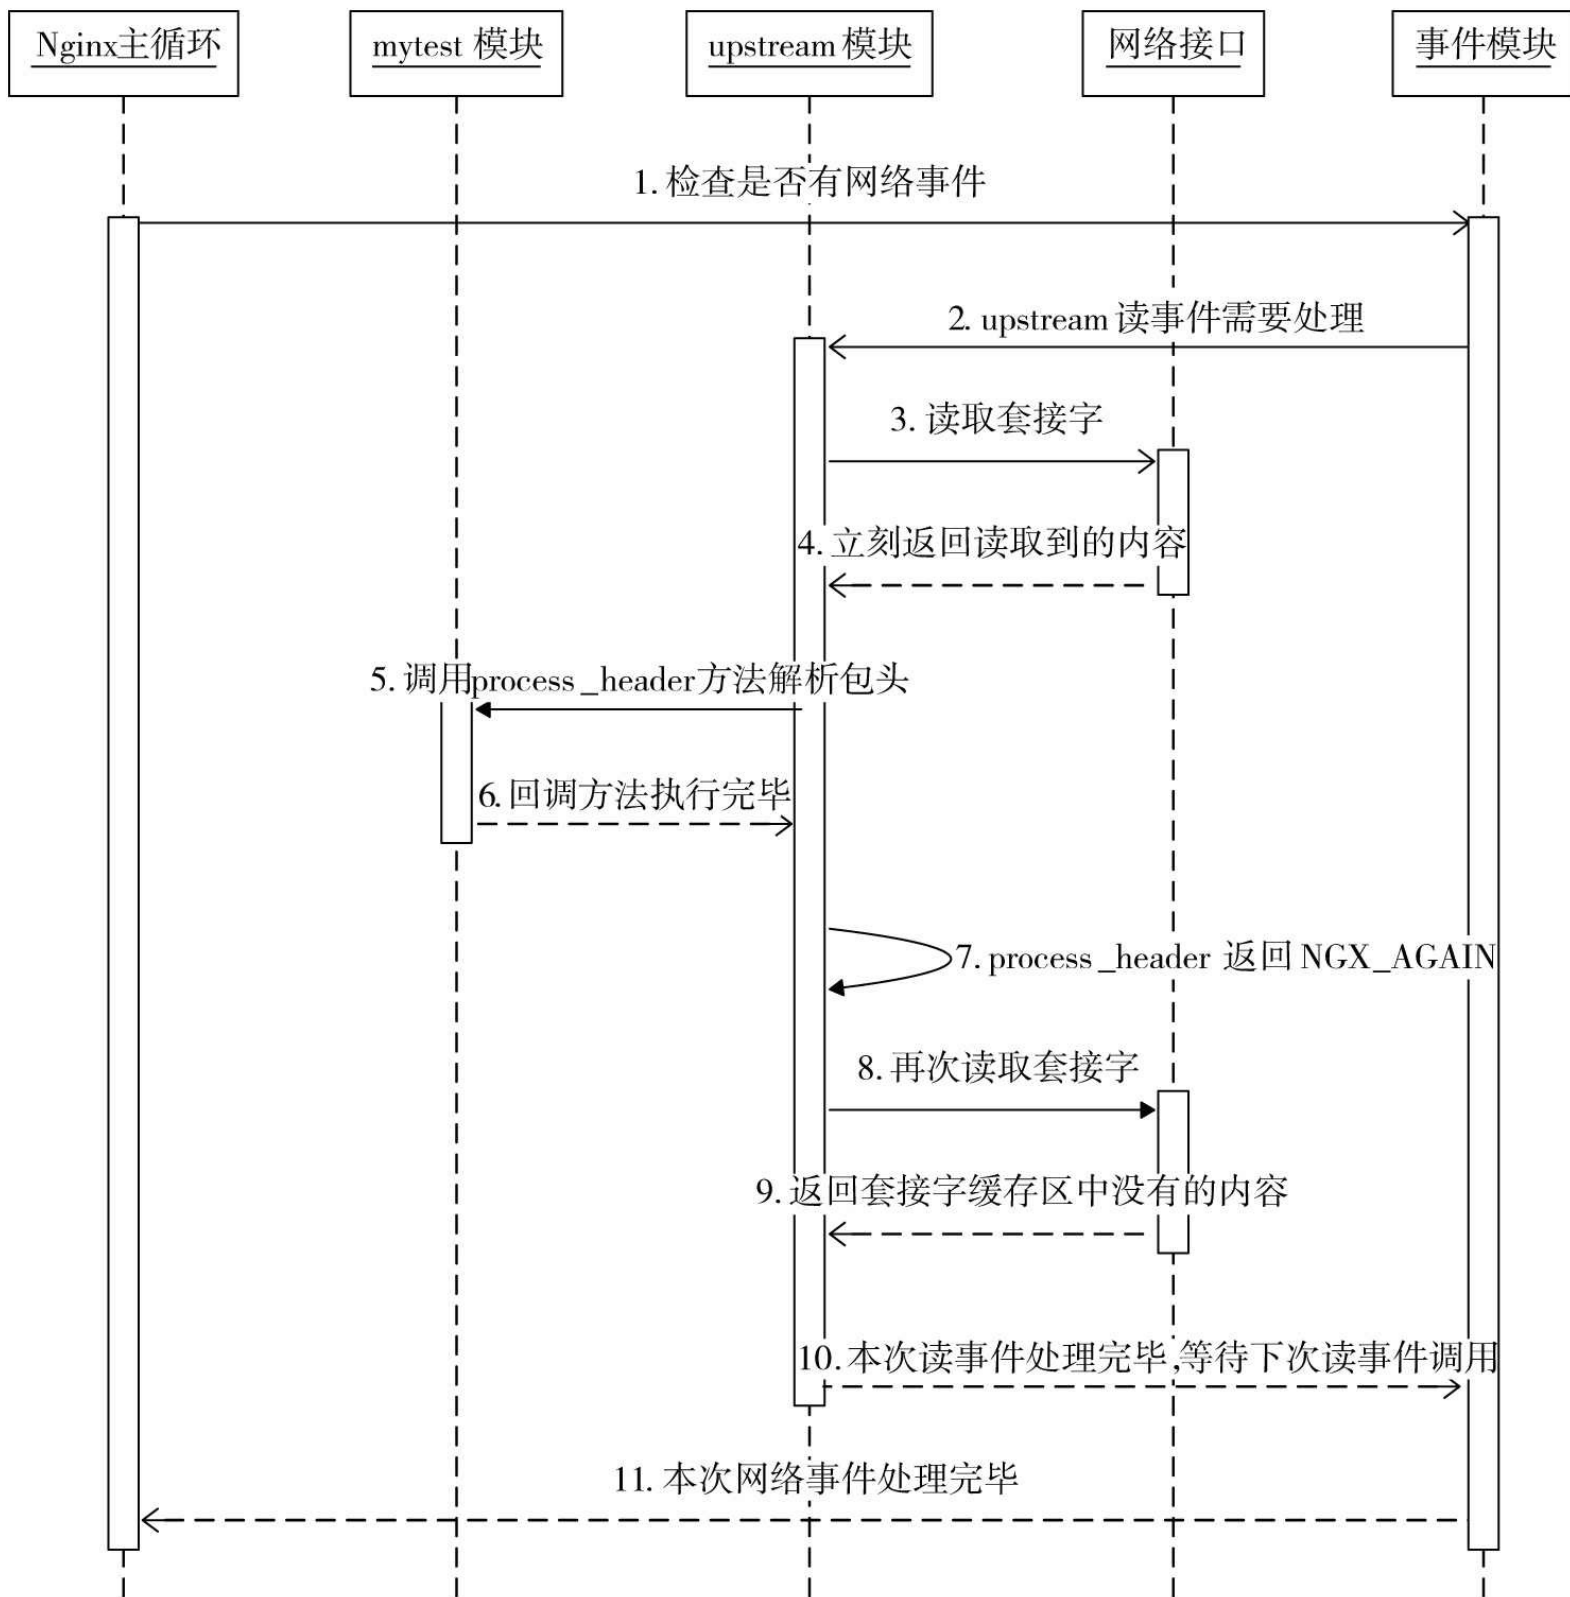 Nginx主循环
mytest 模块
upstream 模块
网络接口
事件模块
1. 检查是否有网络事件
2. upstream 读事件需要处理
3. 读取套接字
4. 立刻返回读取到的内容
5. 调用process_header方法解析包头
6. 回调方法执行完毕
7. process_header 返回 NGX_AGAIN
8. 再次读取套接字
9. 返回套接字缓存区中没有的内容
10. 本次读事件处理完毕,等待下次读事件调用
11. 本次网络事件处理完毕